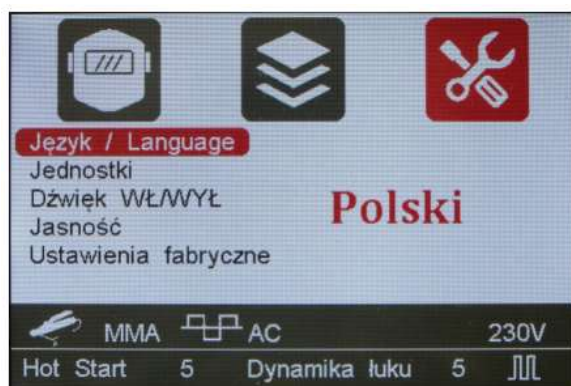 Język / Language
Jednostki
Dźwięk WŁ/WYŁ
Polski
Jasność
Ustawienia fabryczne
MMA AC 230V
Hot Start 5 Dynamika łuku 5